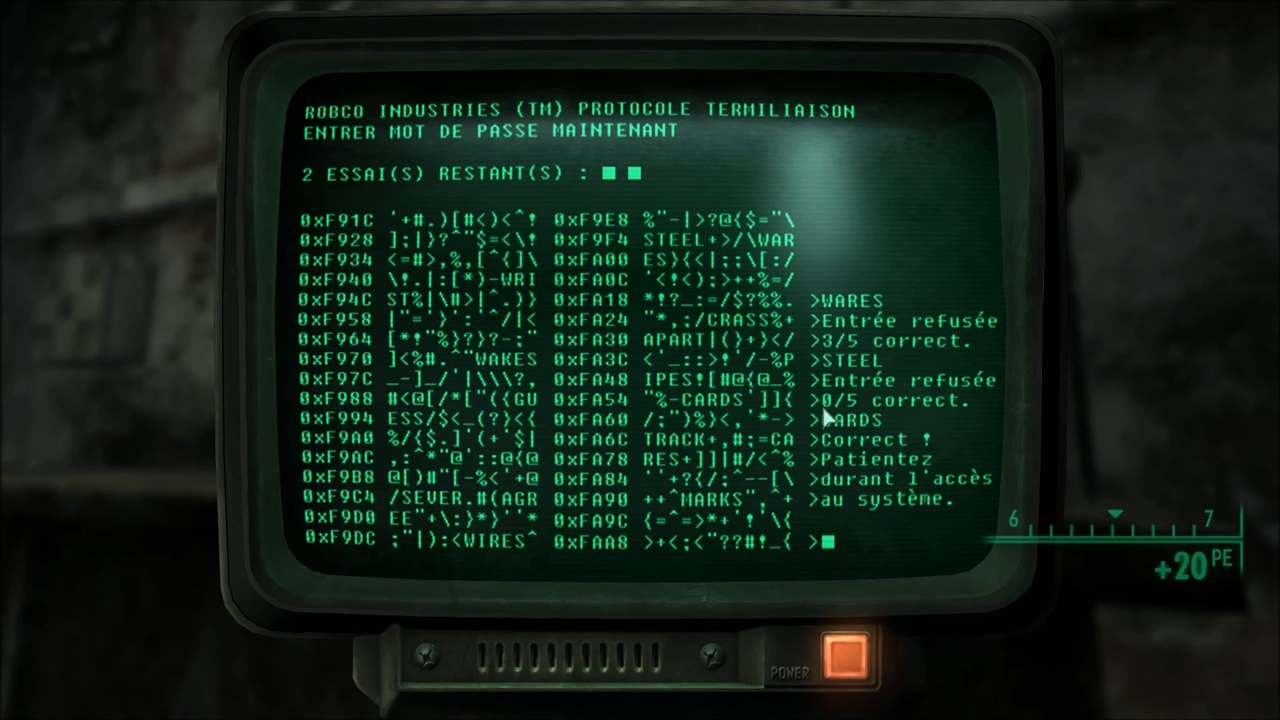 ROBCO INDUSTRIES (TM) PROTOCOLE TERMILIAISON
ENTRER MOT DE PASSE MAINTENANT
2 ESSAI(S) RESTANT(S) : ■ ■
0xF91C '+#.)[#<)<^! 0xF9E8 %"-|>?@{$="\
0xF928 ];|}?^"$=<\! 0xF9F4 STEEL+>/\WAR
0xF934 <=#>,%,[^{]\ 0xFA00 ES}{<|;;\[:/
0xF940 \!.|:[*)-WRI 0xFA0C '<!<);>++%=/
0xF94C ST%|\#>|^.)} 0xFA18 *!?_:=/$?%%. >WARES
0xF958 |"='}':'^/|< 0xFA24 "*,;/CRASS%+ >Entrée refusée
0xF964 [*!"%}?}?-;" 0xFA30 APART|()+}</ >3/5 correct.
0xF970 ]<%#.^"WAKES 0xFA3C <'_::>!'/-%P >STEEL
0xF97C _-]_/'|\\\?, 0xFA48 IPES![#@{@_% >Entrée refusée
0xF988 #<@[/*["({GU 0xFA54 "%-CARDS']]{ >0/5 correct.
0xF994 ESS/$<_(?}<{ 0xFA60 /;")%}<,'*-> >CARDS
0xF9A0 %/{$.]'(+'$| 0xFA6C TRACK+,#;=CA >Correct !
0xF9AC ,:^*"@'::@{@ 0xFA78 RES+]]|#/<^% >Patientez
0xF9B8 @[)#"[-%<'+@ 0xFA84 ''+?{/:^--[\ >durant l'accès
0xF9C4 /SEVER.#(AGR 0xFA90 ++^MARKS",^+ >au système.
0xF9D0 EE"+\:}*}''* 0xFA9C {=^=>*+'!'\{
0xF9DC ;"|):<WIRES^ 0xFAA8 >+<;<"??#!_{ >■
6 7
+20 PE
POWER